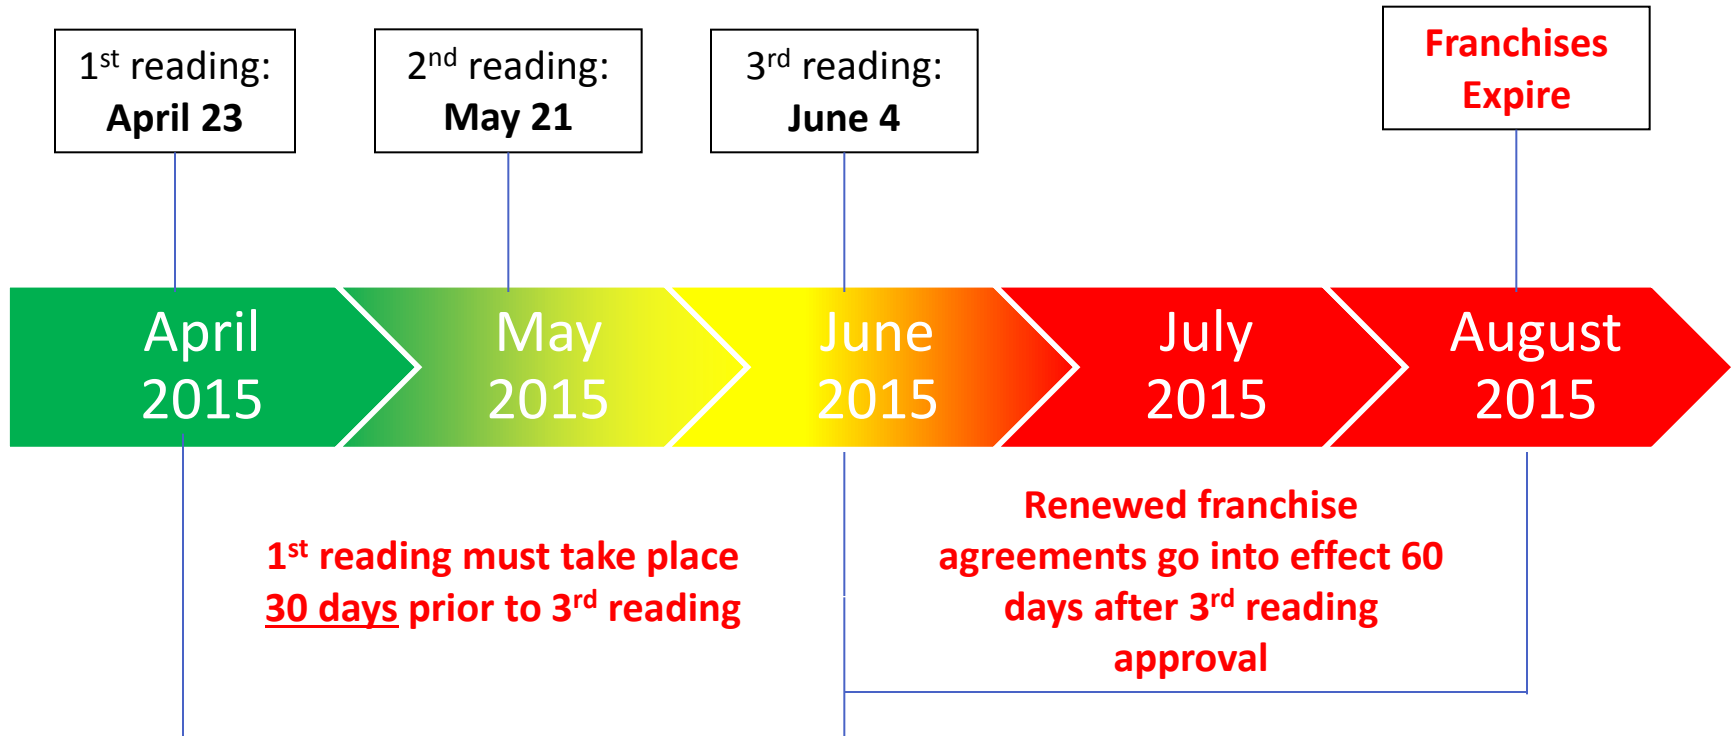 1st reading:
April 23
2nd reading:
May 21
3rd reading:
June 4
Franchises
Expire
April
2015
May
2015
June
2015
July
2015
August
2015
1st reading must take place
30 days prior to 3rd reading
Renewed franchise
agreements go into effect 60
days after 3rd reading
approval